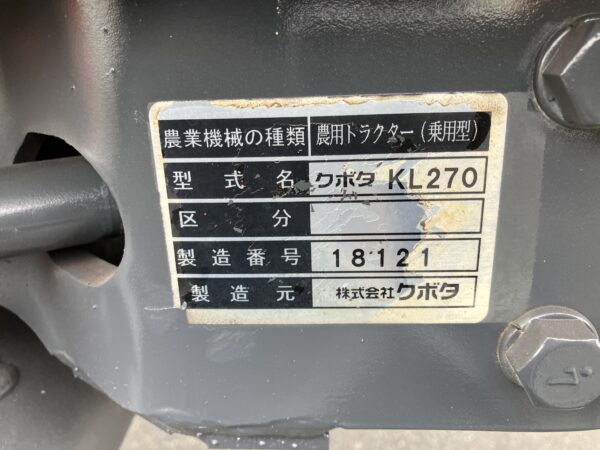 農業機械の種類 農用トラクター(乗用型)
型式名 クボタ KL270
区分
製造番号 18121
製造元 株式会社クボタ